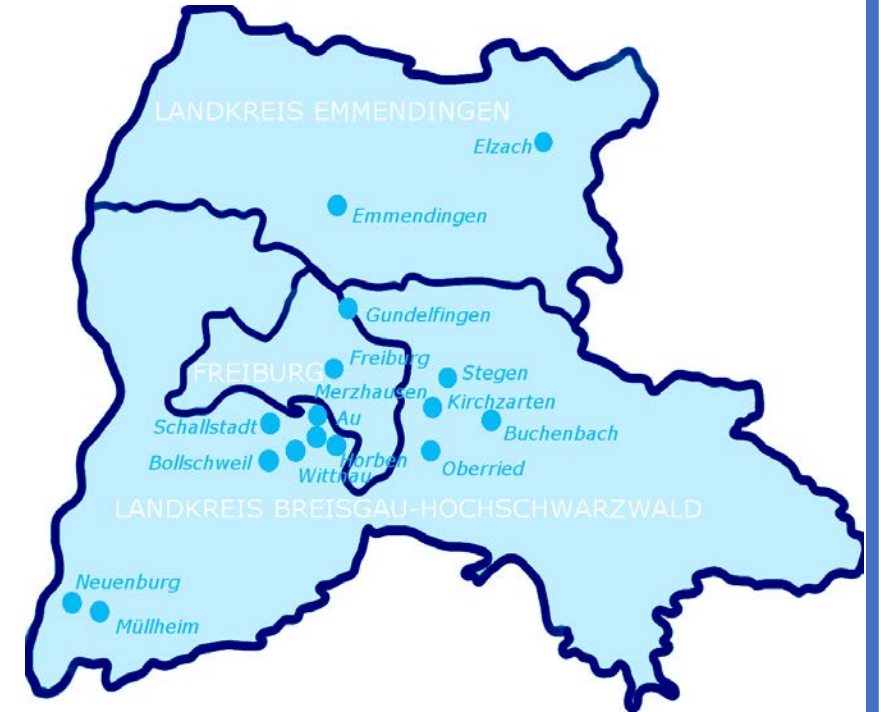 LANDKREIS EMMENDINGEN
Elzach
Emmendingen
Gundelfingen
Freiburg
FREIBURG
Stegen
Merzhausen
Kirchzarten
Au
Schallstadt
Buchenbach
Horben
Bollschweil
Oberried
Wittnau
LANDKREIS BREISGAU-HOCHSCHWARZWALD
Neuenburg
Müllheim